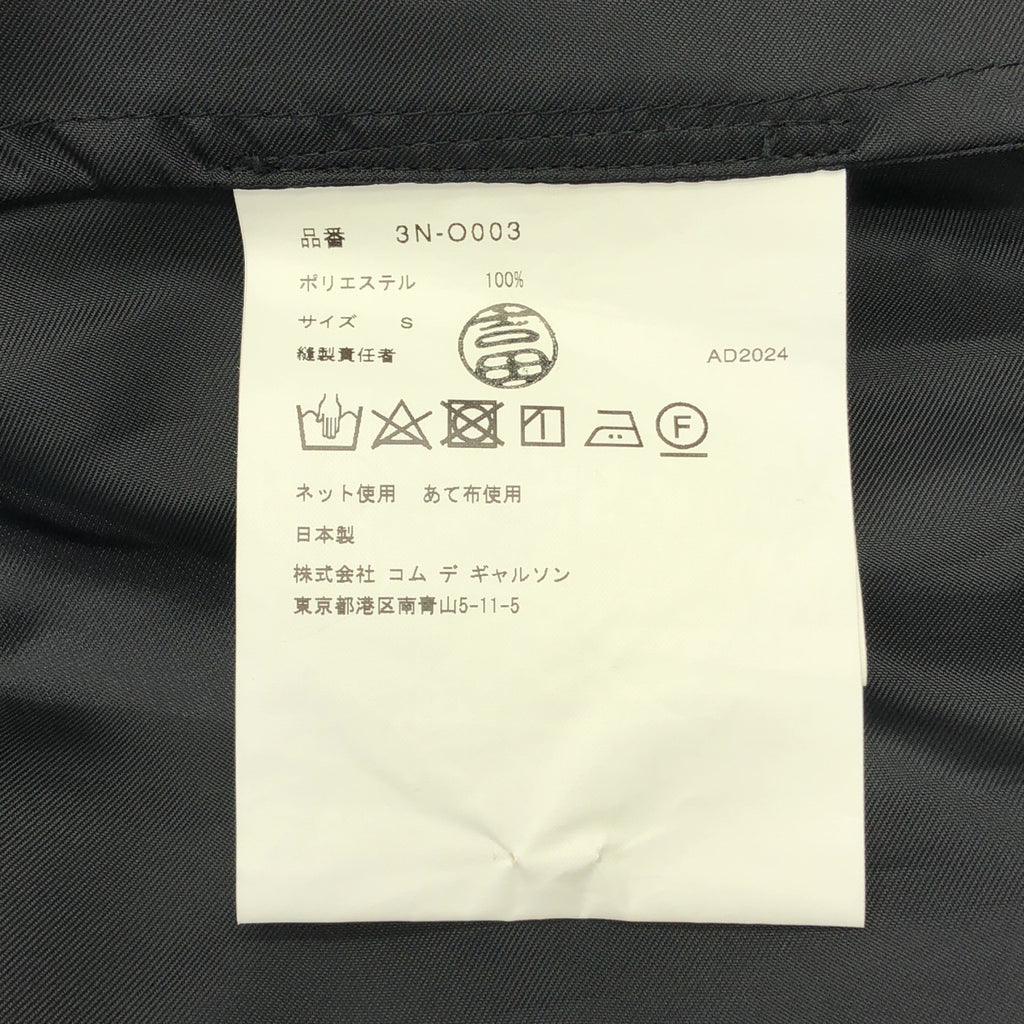 品番 3N-O003
ポリエステル 100%
サイズ S
縫製責任者 吉田 AD2024
F
ネット使用 あて布使用
日本製
株式会社 コム デ ギャルソン
東京都港区南青山5-11-5